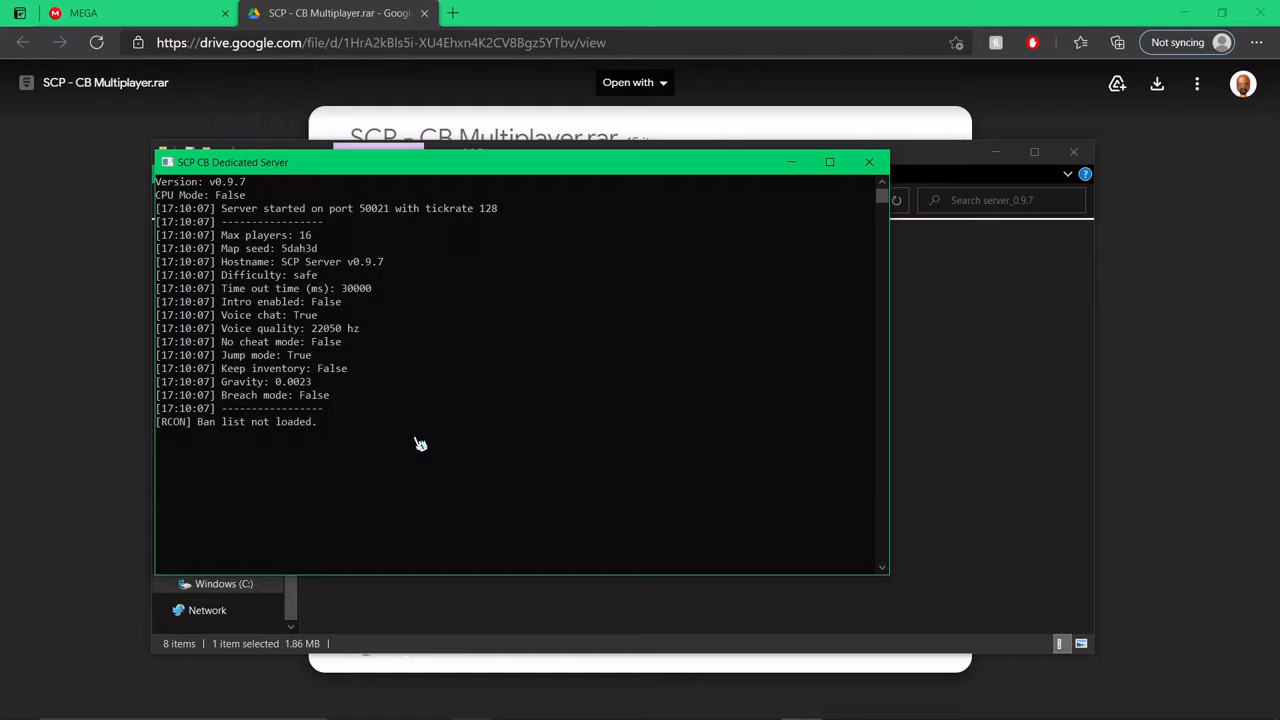 MEGA
SCP - CB Multiplayer.rar - Goog
https://drive.google.com/file/d/1HrA2kBls5i-XU4Ehxn4K2CV8Bgz5YTbv/view
Not syncing
SCP - CB Multiplayer.rar
Open with
SCP - CB Multiplayer.rar
SCP CB Dedicated Server
Search server_0.9.7
Version: v0.9.7
CPU Mode: False
[17:10:07] Server started on port 50021 with tickrate 128
[17:10:07] -----------------
[17:10:07] Max players: 16
[17:10:07] Map seed: 5dah3d
[17:10:07] Hostname: SCP Server v0.9.7
[17:10:07] Difficulty: safe
[17:10:07] Time out time (ms): 30000
[17:10:07] Intro enabled: False
[17:10:07] Voice chat: True
[17:10:07] Voice quality: 22050 hz
[17:10:07] No cheat mode: False
[17:10:07] Jump mode: True
[17:10:07] Keep inventory: False
[17:10:07] Gravity: 0.0023
[17:10:07] Breach mode: False
[17:10:07] -----------------
[RCON] Ban list not loaded.
Windows (C:)
Network
8 items
1 item selected 1.86 MB